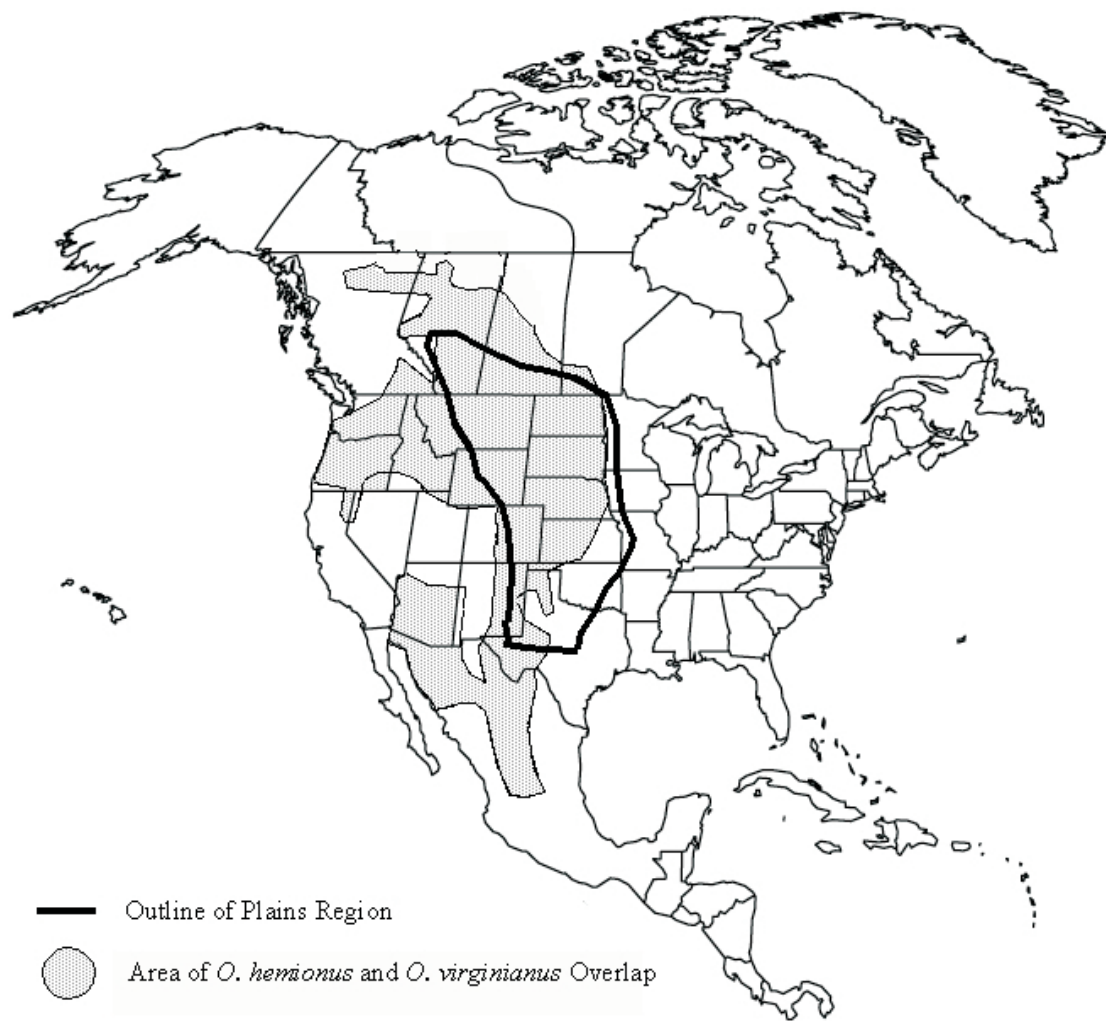 Outline of Plains Region
Area of O. hemionus and O. virginianus Overlap